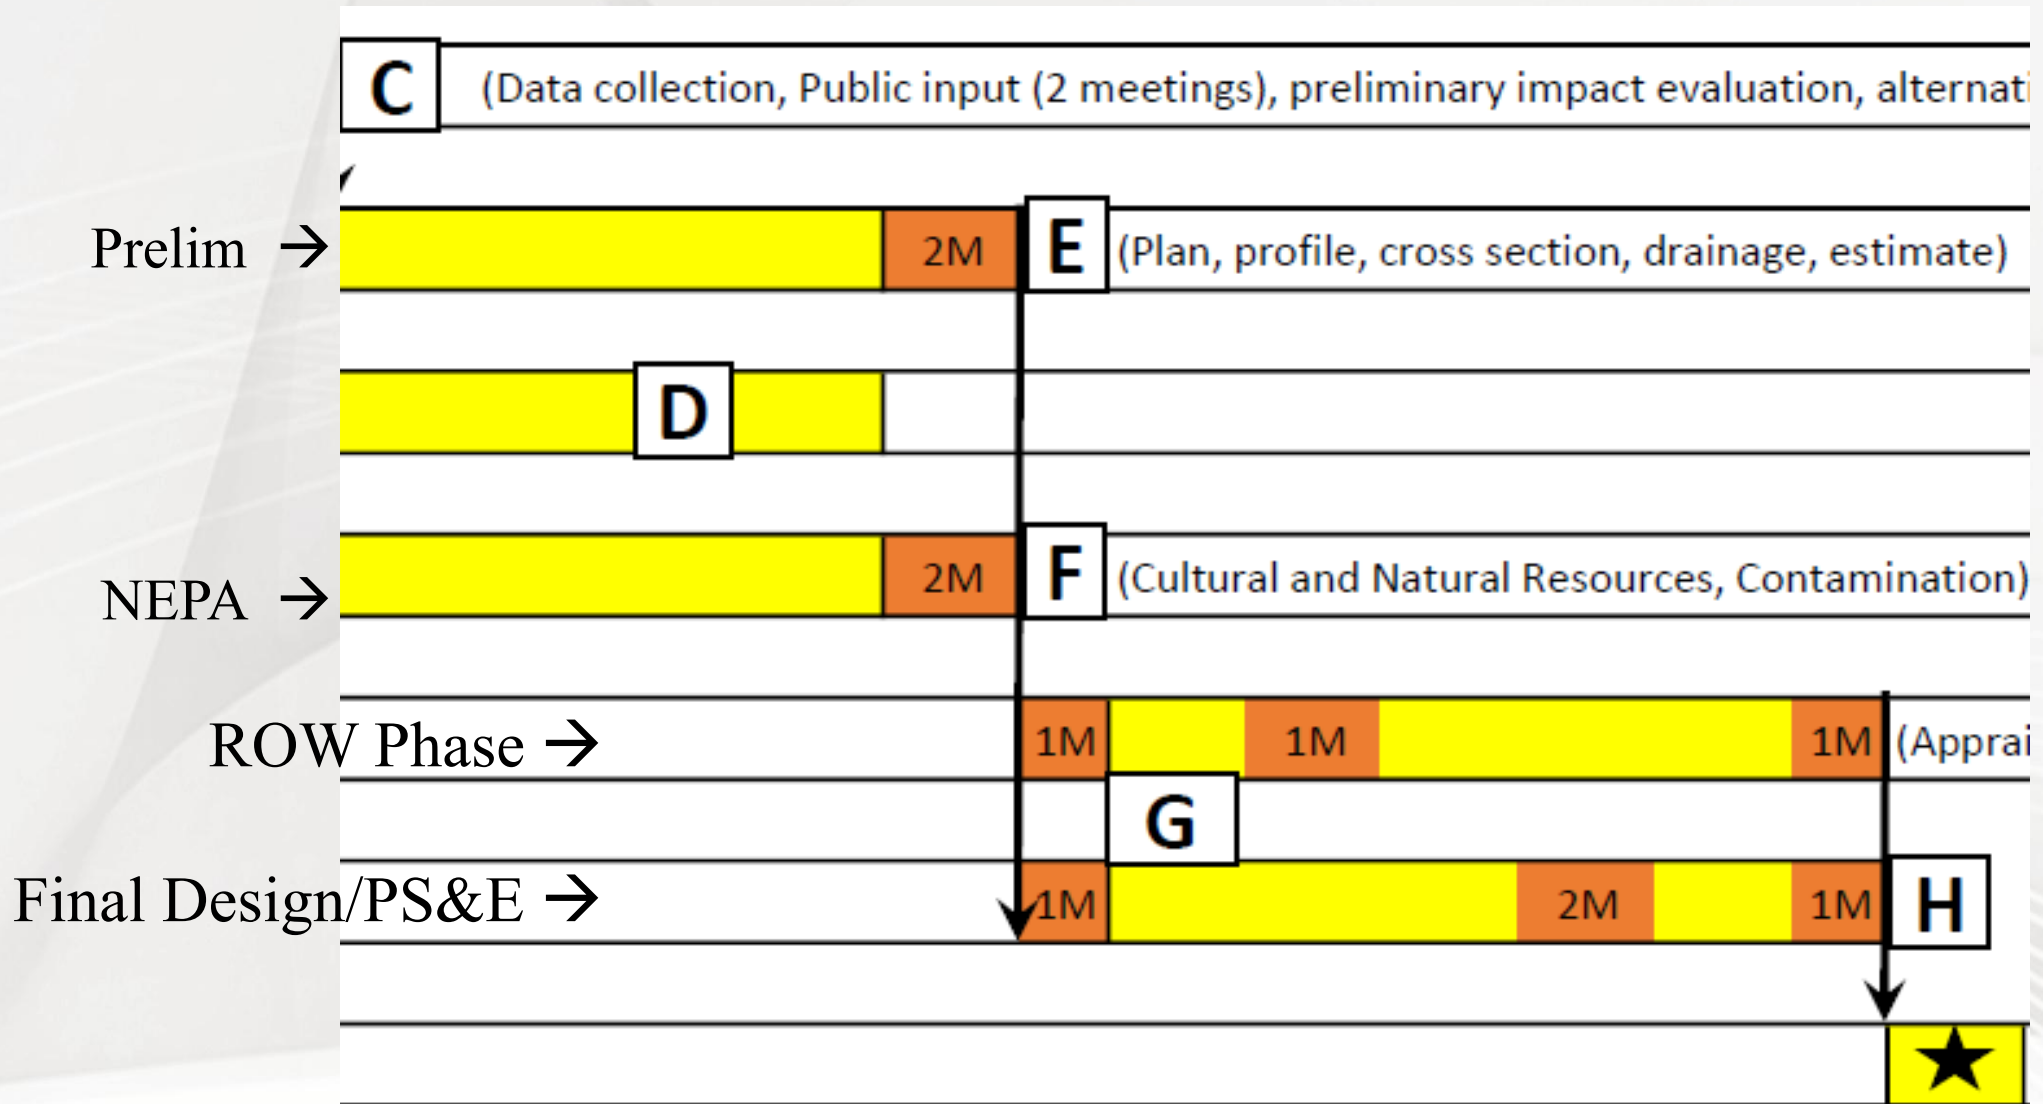 C (Data collection, Public input (2 meetings), preliminary impact evaluation, alternati
Prelim → 2M E (Plan, profile, cross section, drainage, estimate)
D
NEPA → 2M F (Cultural and Natural Resources, Contamination)
ROW Phase → 1M 1M 1M (Apprai
G
Final Design/PS&E → 1M 2M 1M H